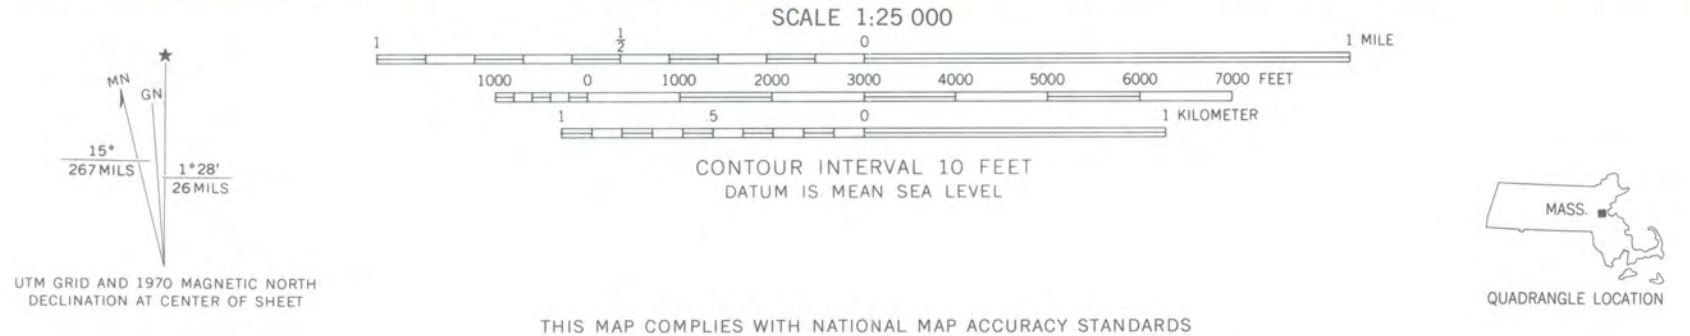 SCALE 1:25 000
1 1/2 0 1 MILE
1000 0 1000 2000 3000 4000 5000 6000 7000 FEET
1 .5 0 1 KILOMETER
CONTOUR INTERVAL 10 FEET
DATUM IS MEAN SEA LEVEL
MN
GN
15°
267 MILS
1°28'
26 MILS
UTM GRID AND 1970 MAGNETIC NORTH
DECLINATION AT CENTER OF SHEET
MASS.
QUADRANGLE LOCATION
THIS MAP COMPLIES WITH NATIONAL MAP ACCURACY STANDARDS